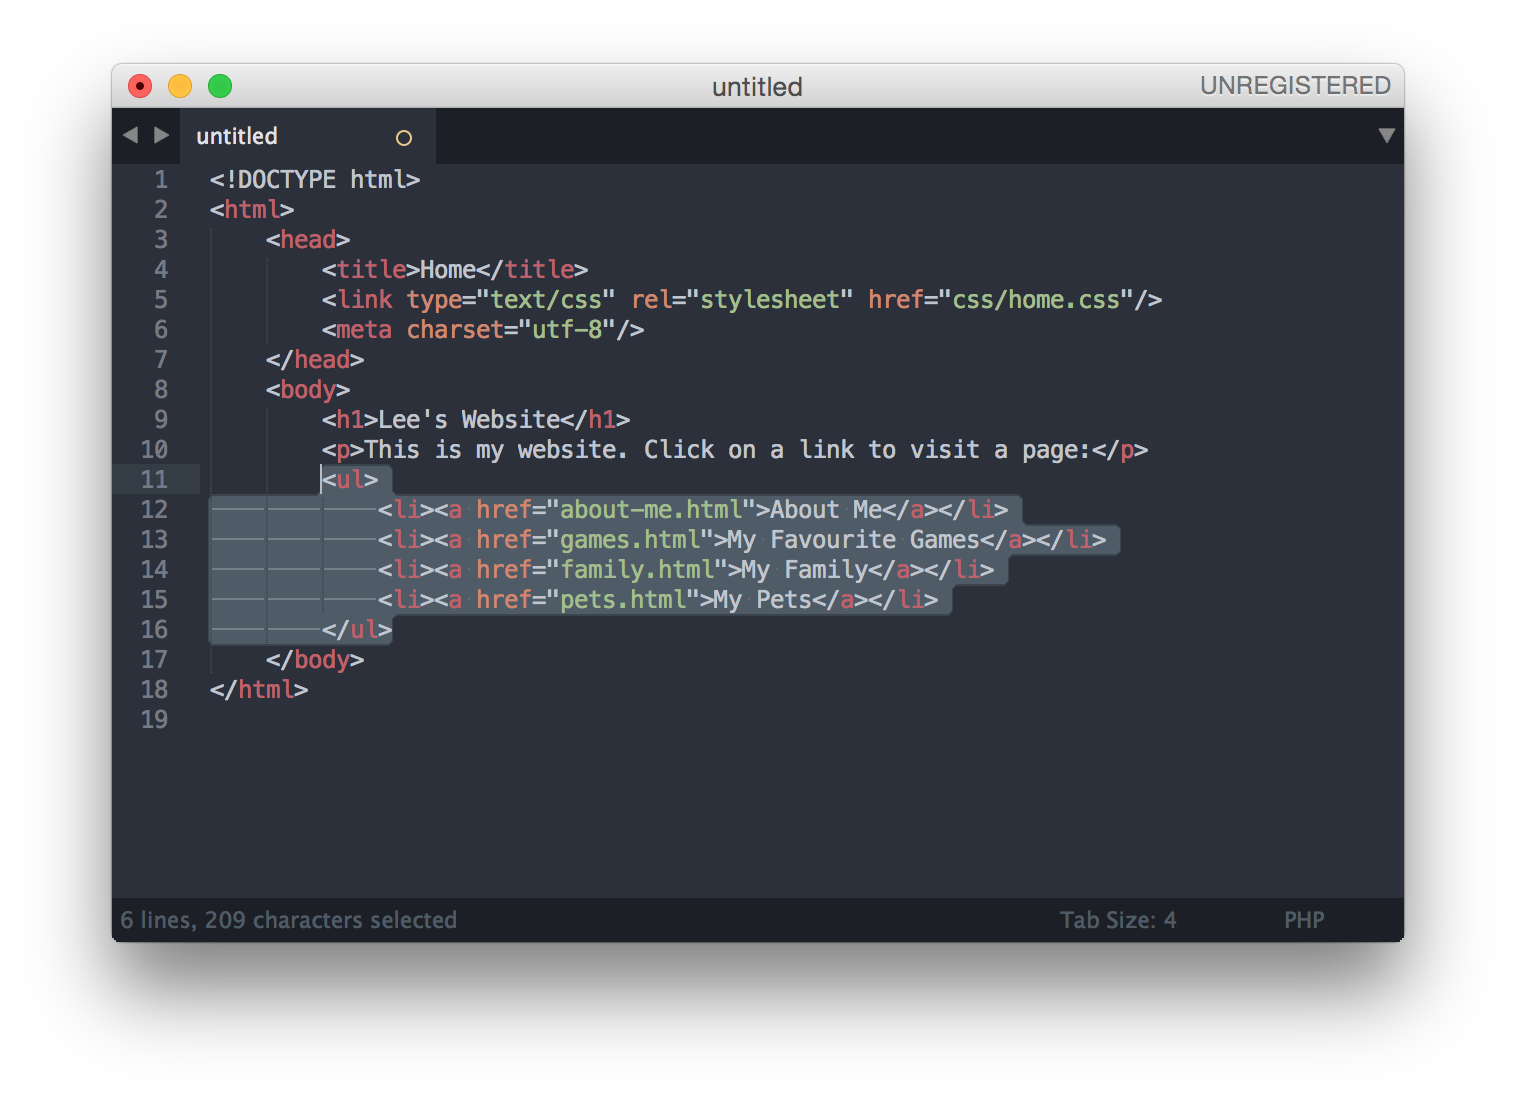 untitled UNREGISTERED
untitled
1 <!DOCTYPE html>
2 <html>
3     <head>
4         <title>Home</title>
5         <link type="text/css" rel="stylesheet" href="css/home.css"/>
6         <meta charset="utf-8"/>
7     </head>
8     <body>
9         <h1>Lee's Website</h1>
10         <p>This is my website. Click on a link to visit a page:</p>
11         <ul>
12             <li><a href="about-me.html">About Me</a></li>
13             <li><a href="games.html">My Favourite Games</a></li>
14             <li><a href="family.html">My Family</a></li>
15             <li><a href="pets.html">My Pets</a></li>
16         </ul>
17     </body>
18 </html>
19
6 lines, 209 characters selected Tab Size: 4 PHP